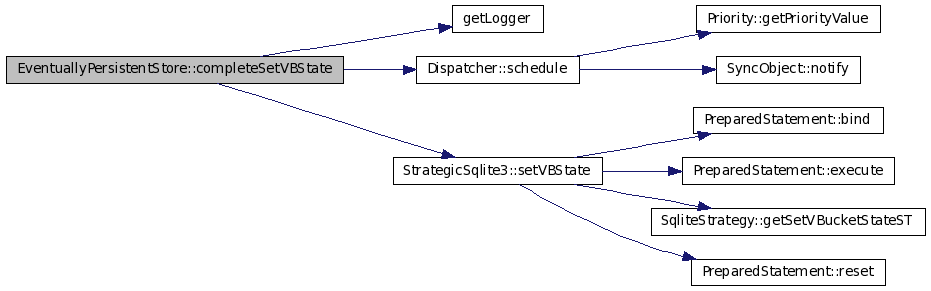 getLogger
Priority::getPriorityValue
EventuallyPersistentStore::completeSetVBState
Dispatcher::schedule
SyncObject::notify
PreparedStatement::bind
StrategicSqlite3::setVBState
PreparedStatement::execute
SqliteStrategy::getSetVBucketStateST
PreparedStatement::reset